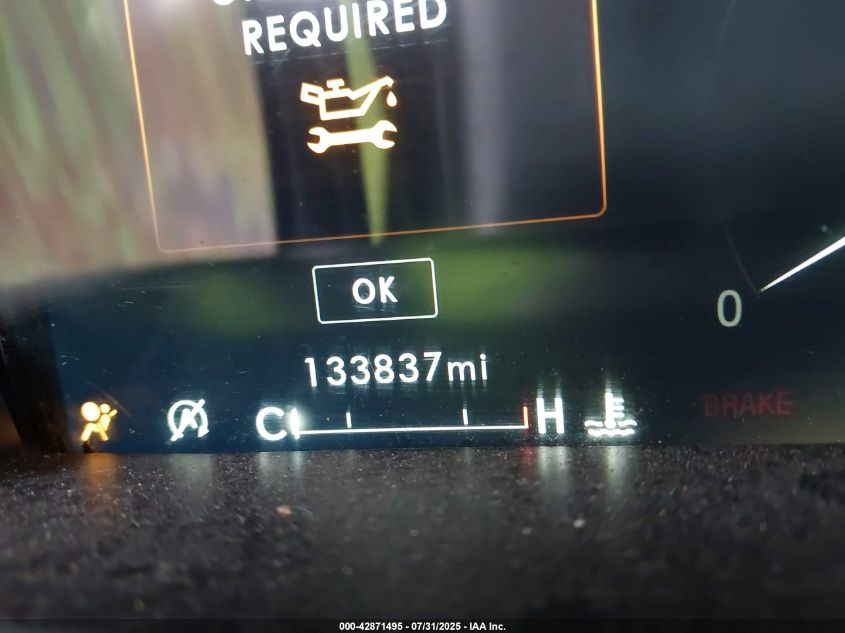 REQUIRED
OK
0
133837mi
C H
BRAKE
000-42871495 - 07/31/2025 - IAA Inc.